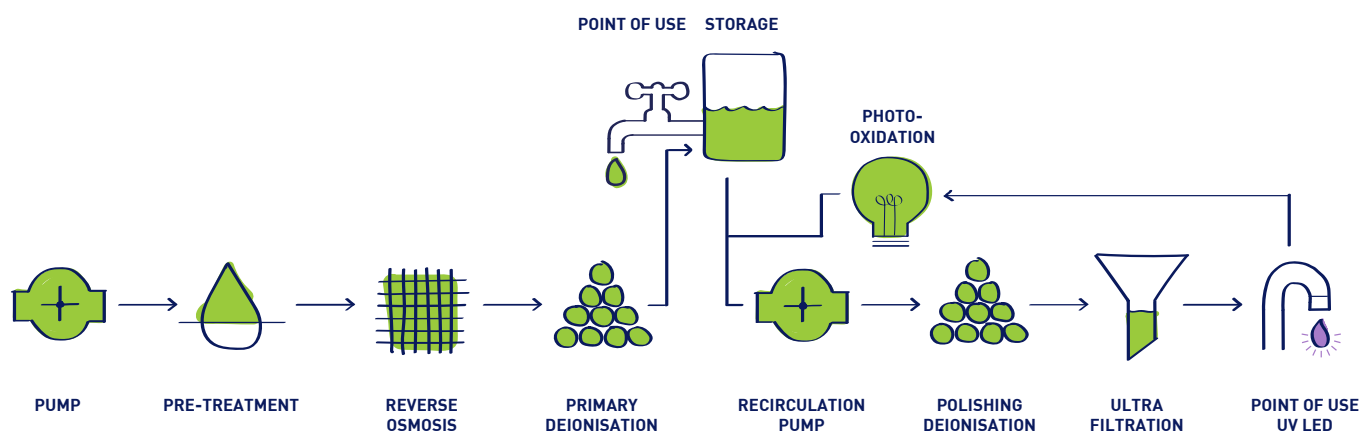 POINT OF USE STORAGE
PHOTO-
OXIDATION
PUMP
PRE-TREATMENT
REVERSE
OSMOSIS
PRIMARY
DEIONISATION
RECIRCULATION
PUMP
POLISHING
DEIONISATION
ULTRA
FILTRATION
POINT OF USE
UV LED